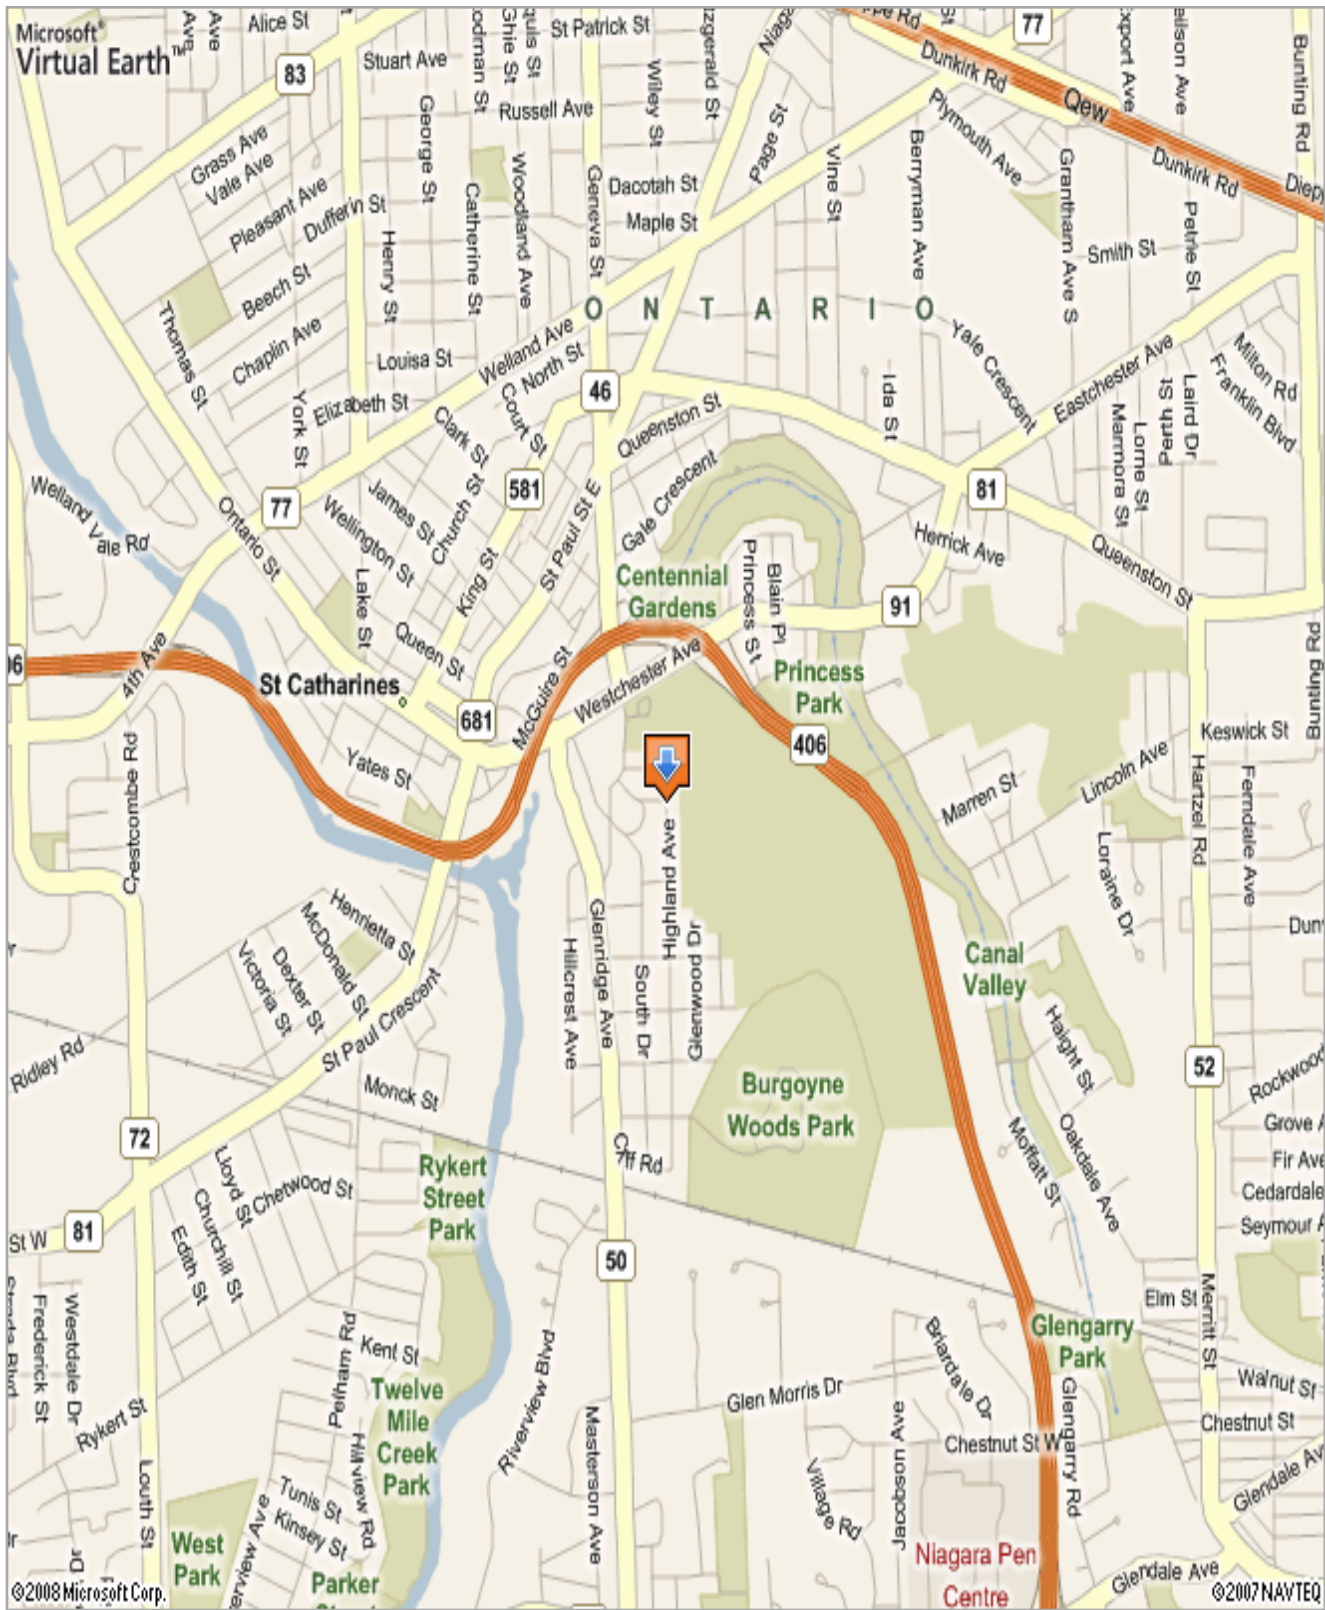 Microsoft®
Virtual Earth™
Ave
Ave
Alice St
83
Stuart Ave
St Patrick St
77
Bunting Rd
Dunkirk Rd
Qew
Dunkirk Rd
Plymouth Ave
Page St
Wiley St
Russell Ave
George St
Grass Ave
Vale Ave
Pleasant Ave
Dufferin St
Woodland Ave
Catherine St
Geneva St
Dacotah St
Maple St
Vine St
Berryman Ave
Grantham Ave S
Petrie St
Smith St
Henry St
Beech St
Chaplin Ave
Thomas St
Louisa St
Elizabeth St
York St
Welland Ave
North St
Court St
Clark St
ONTARIO
46
Queenston St
Yale Crescent
Ida St
Eastchester Ave
Milton Rd
Franklin Blvd
Laird Dr
Perth St
Lorne St
Marmora St
Welland Vale Rd
77
Ontario St
James St
Church St
Wellington St
581
King St
St Paul St E
Gale Crescent
81
Herrick Ave
Queenston St
Centennial
Gardens
Princess St
Blain Pl
91
Lake St
Queen St
4th Ave
St Catharines
681
McGuire St
Westchester Ave
Princess
Park
406
Bunting Rd
Keswick St
Crestcombe Rd
Yates St
Marren St
Lincoln Ave
Hartzel Rd
Ferndale Ave
Lorraine Dr
Highland Ave
Glenwood Dr
Glenridge Ave
Hillcrest Ave
South Dr
Henrietta St
McDonald St
Dexter St
Victoria St
St Paul Crescent
Canal
Valley
Haight St
Ridley Rd
Monck St
52
Rockwood
Burgoyne
Woods Park
72
Moffatt St
Oakdale Ave
Grove A
Fir Ave
Cedardale
Seymour A
Lloyd St
Chetwood St
Churchill St
Edith St
Rykert
Street
Park
St W
81
50
Elm St
Merritt St
Glengarry
Park
Walnut St
Chestnut St
Westdale Dr
Frederick St
Rykert St
Pelham Rd
Kent St
Twelve
Mile
Creek
Park
Hillview Rd
Riverview Blvd
Masterson Ave
Glen Morris Dr
Briardale Dr
Jacobson Ave
Chestnut St W
Glengarry Rd
Village Rd
Louth St
Tunis St
Kinsey St
West
Park
Parker
Niagara Pen
Centre
Glendale Ave
Glendale Av
©2008 Microsoft Corp.
©2007 NAVTEQ